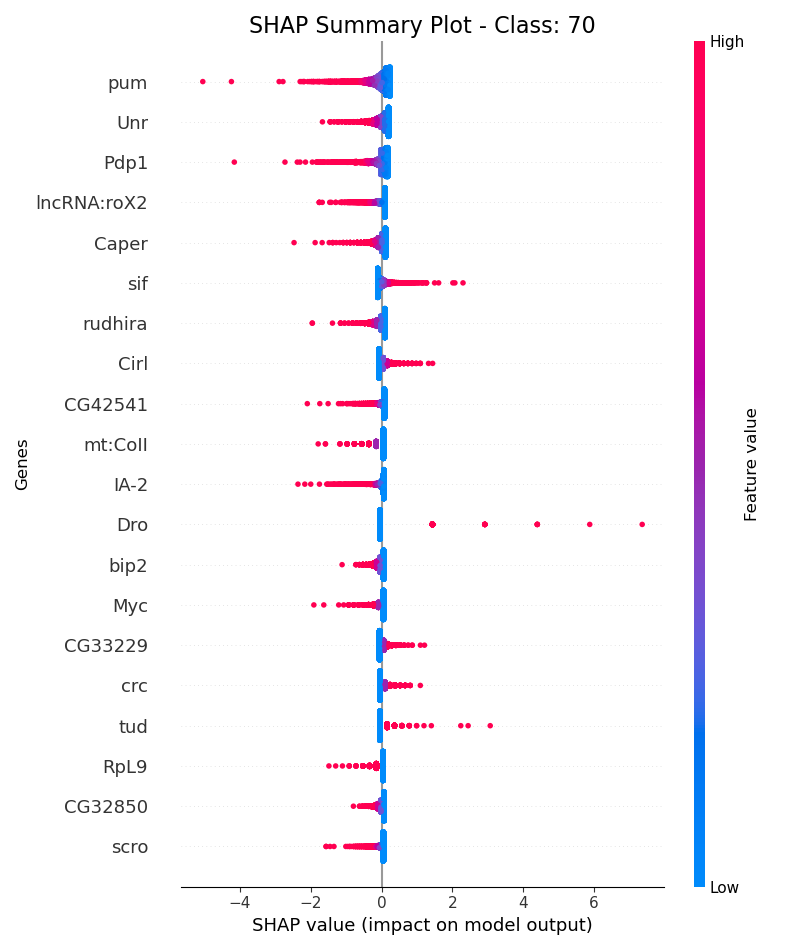 SHAP Summary Plot - Class: 70
High
pum
Unr
Pdp1
lncRNA:roX2
Caper
sif
rudhira
Cirl
CG42541
mt:CoII
IA-2
Dro
bip2
Myc
CG33229
crc
tud
RpL9
CG32850
scro
Genes
Feature value
Low
−4 −2 0 2 4 6
SHAP value (impact on model output)